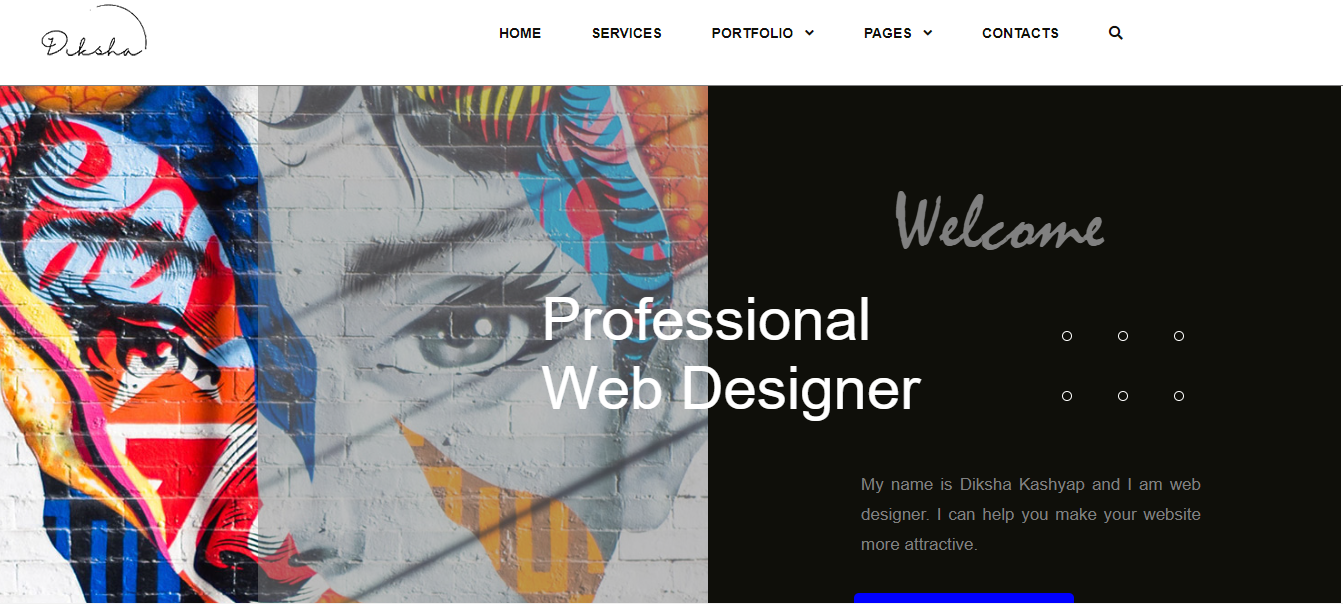 Diksha
HOME SERVICES PORTFOLIO PAGES CONTACTS
Welcome
Professional
Web Designer
My name is Diksha Kashyap and I am web
designer. I can help you make your website
more attractive.